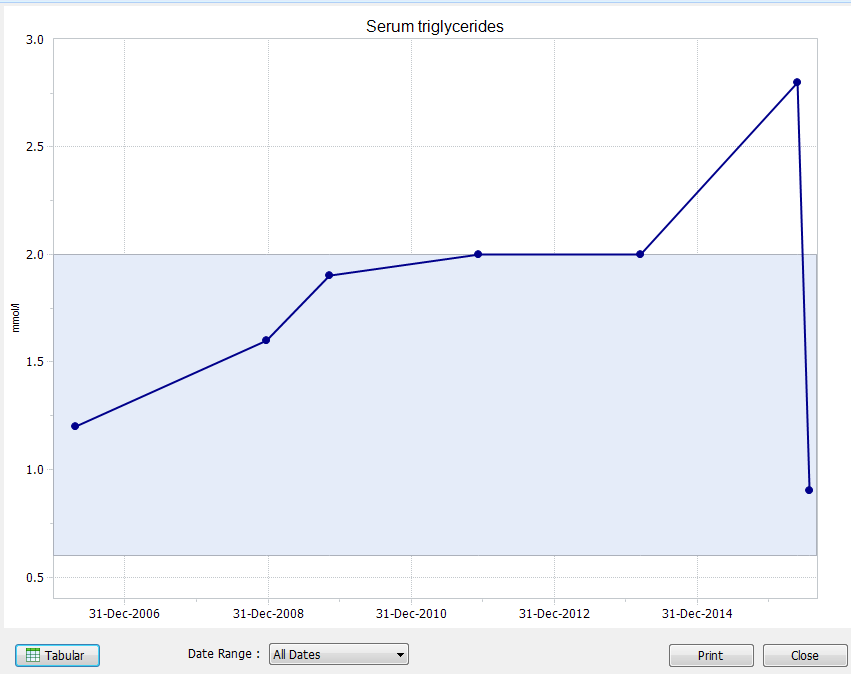 Serum triglycerides
3.0
2.5
2.0
mmol/l
1.5
1.0
0.5
31-Dec-2006 31-Dec-2008 31-Dec-2010 31-Dec-2012 31-Dec-2014
Tabular Date Range : All Dates Print Close